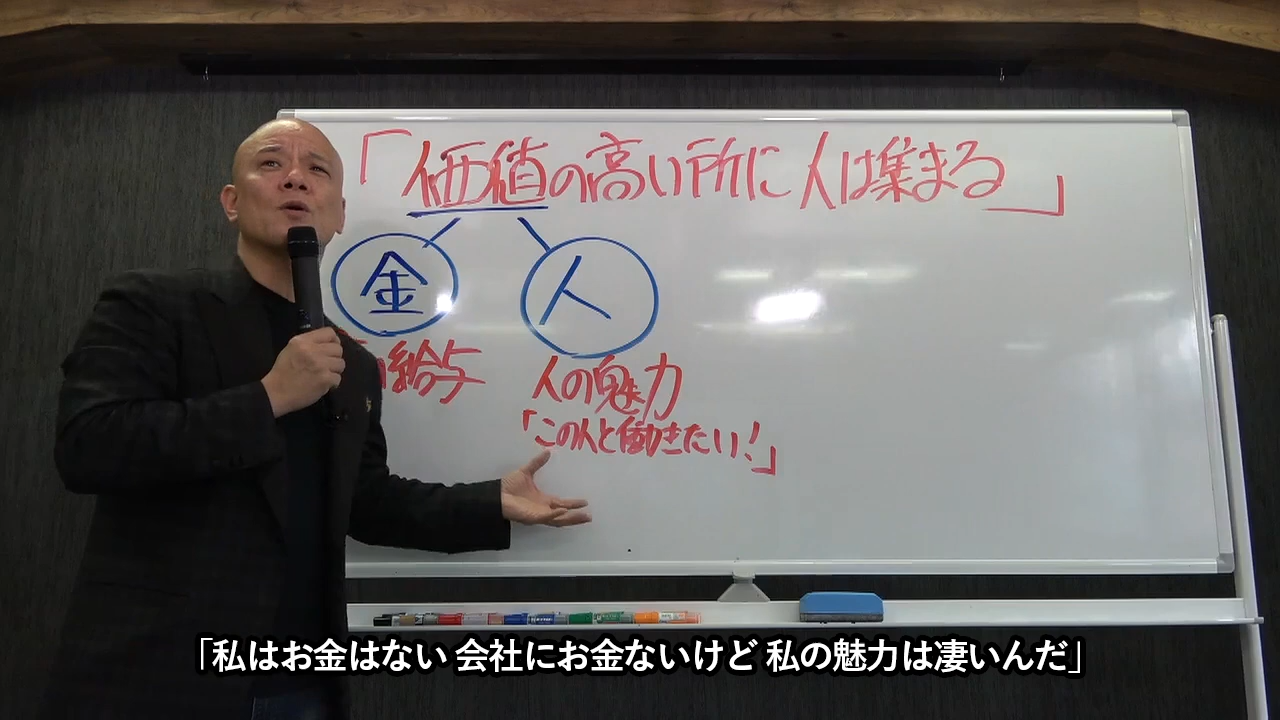 「価値の高い所に人は集まる」
金 人
給与 人の魅力
「この人と働きたい!」
「私はお金はない 会社にお金ないけど 私の魅力は凄いんだ」